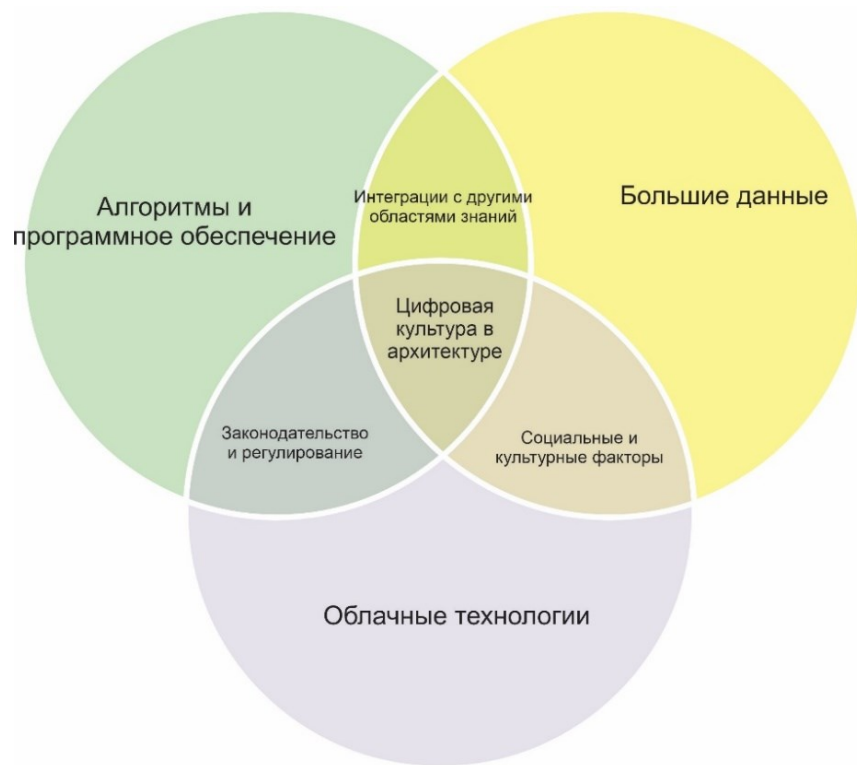 Алгоритмы и
программное обеспечение
Интеграции с другими
областями знаний
Большие данные
Цифровая
культура в
архитектуре
Законодательство
и регулирование
Социальные и
культурные факторы
Облачные технологии